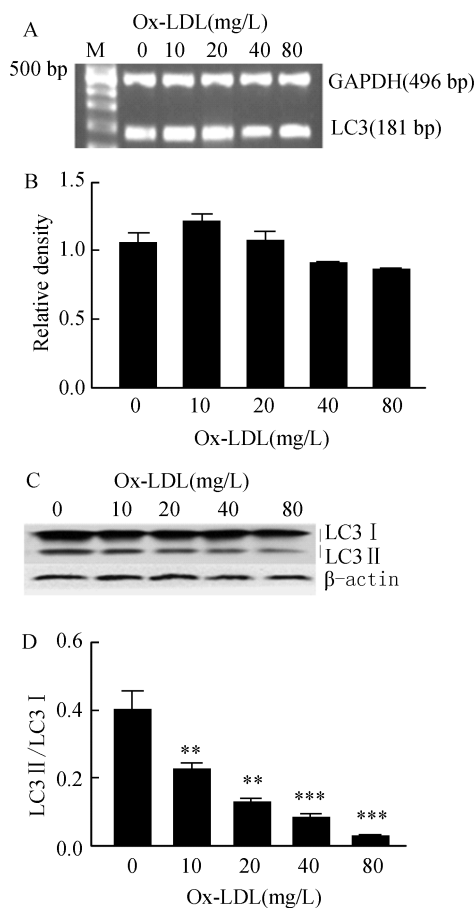 A
Ox-LDL(mg/L)
M 0 10 20 40 80
500 bp
GAPDH(496 bp)
LC3(181 bp)
B
1.5
1.0
0.5
0.0
Relative density
0 10 20 40 80
Ox-LDL(mg/L)
C
Ox-LDL(mg/L)
0 10 20 40 80
LC3 Ⅰ
LC3 Ⅱ
β-actin
D
0.6
0.4
0.2
0.0
LC3Ⅱ/LC3Ⅰ
** ** *** ***
0 10 20 40 80
Ox-LDL(mg/L)